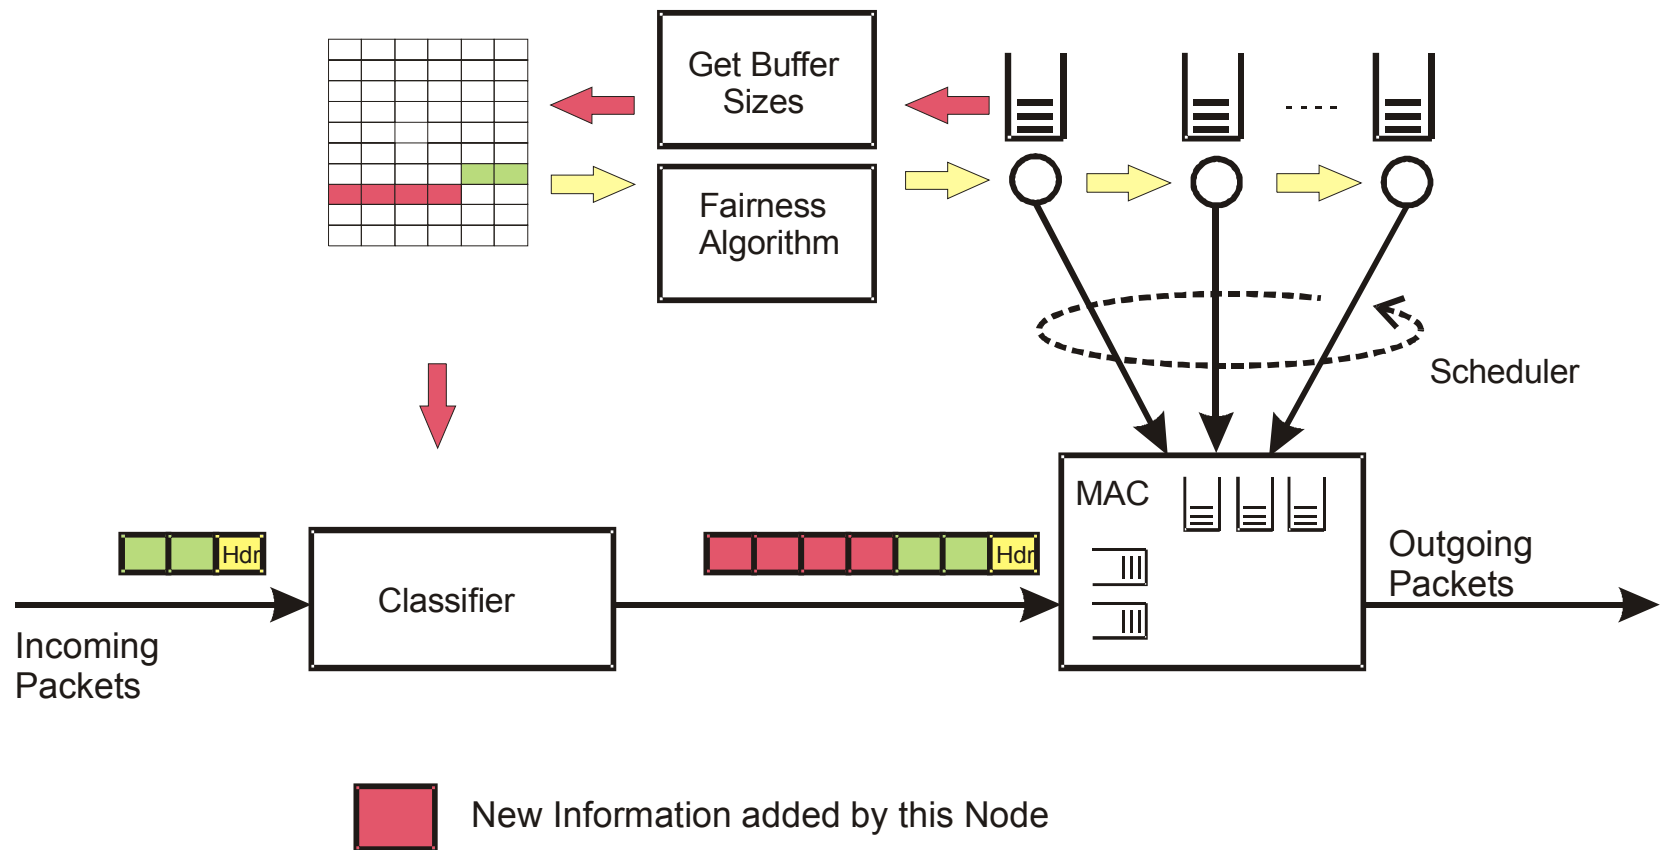 Get Buffer
Sizes
Fairness
Algorithm
Scheduler
MAC
Hdr
Hdr
Classifier
Outgoing
Packets
Incoming
Packets
New Information added by this Node